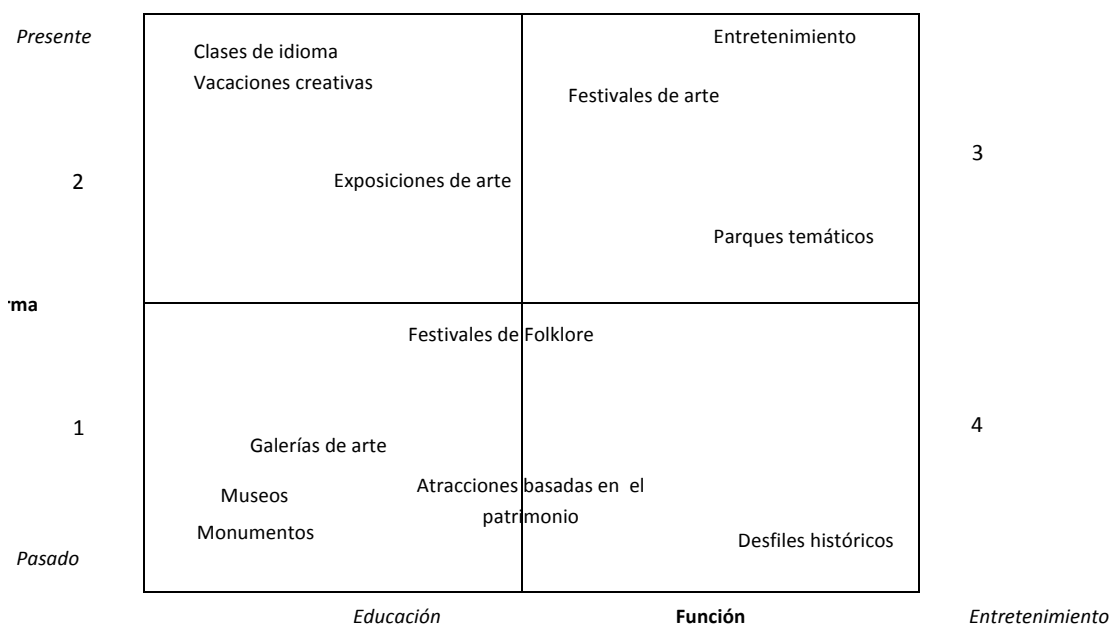 Presente
Clases de idioma
Vacaciones creativas
Entretenimiento
Festivales de arte
3
2
Exposiciones de arte
Parques temáticos
rma
Festivales de Folklore
1
4
Galerías de arte
Museos
Atracciones basadas en el
patrimonio
Monumentos
Desfiles históricos
Pasado
Educación
Función
Entretenimiento